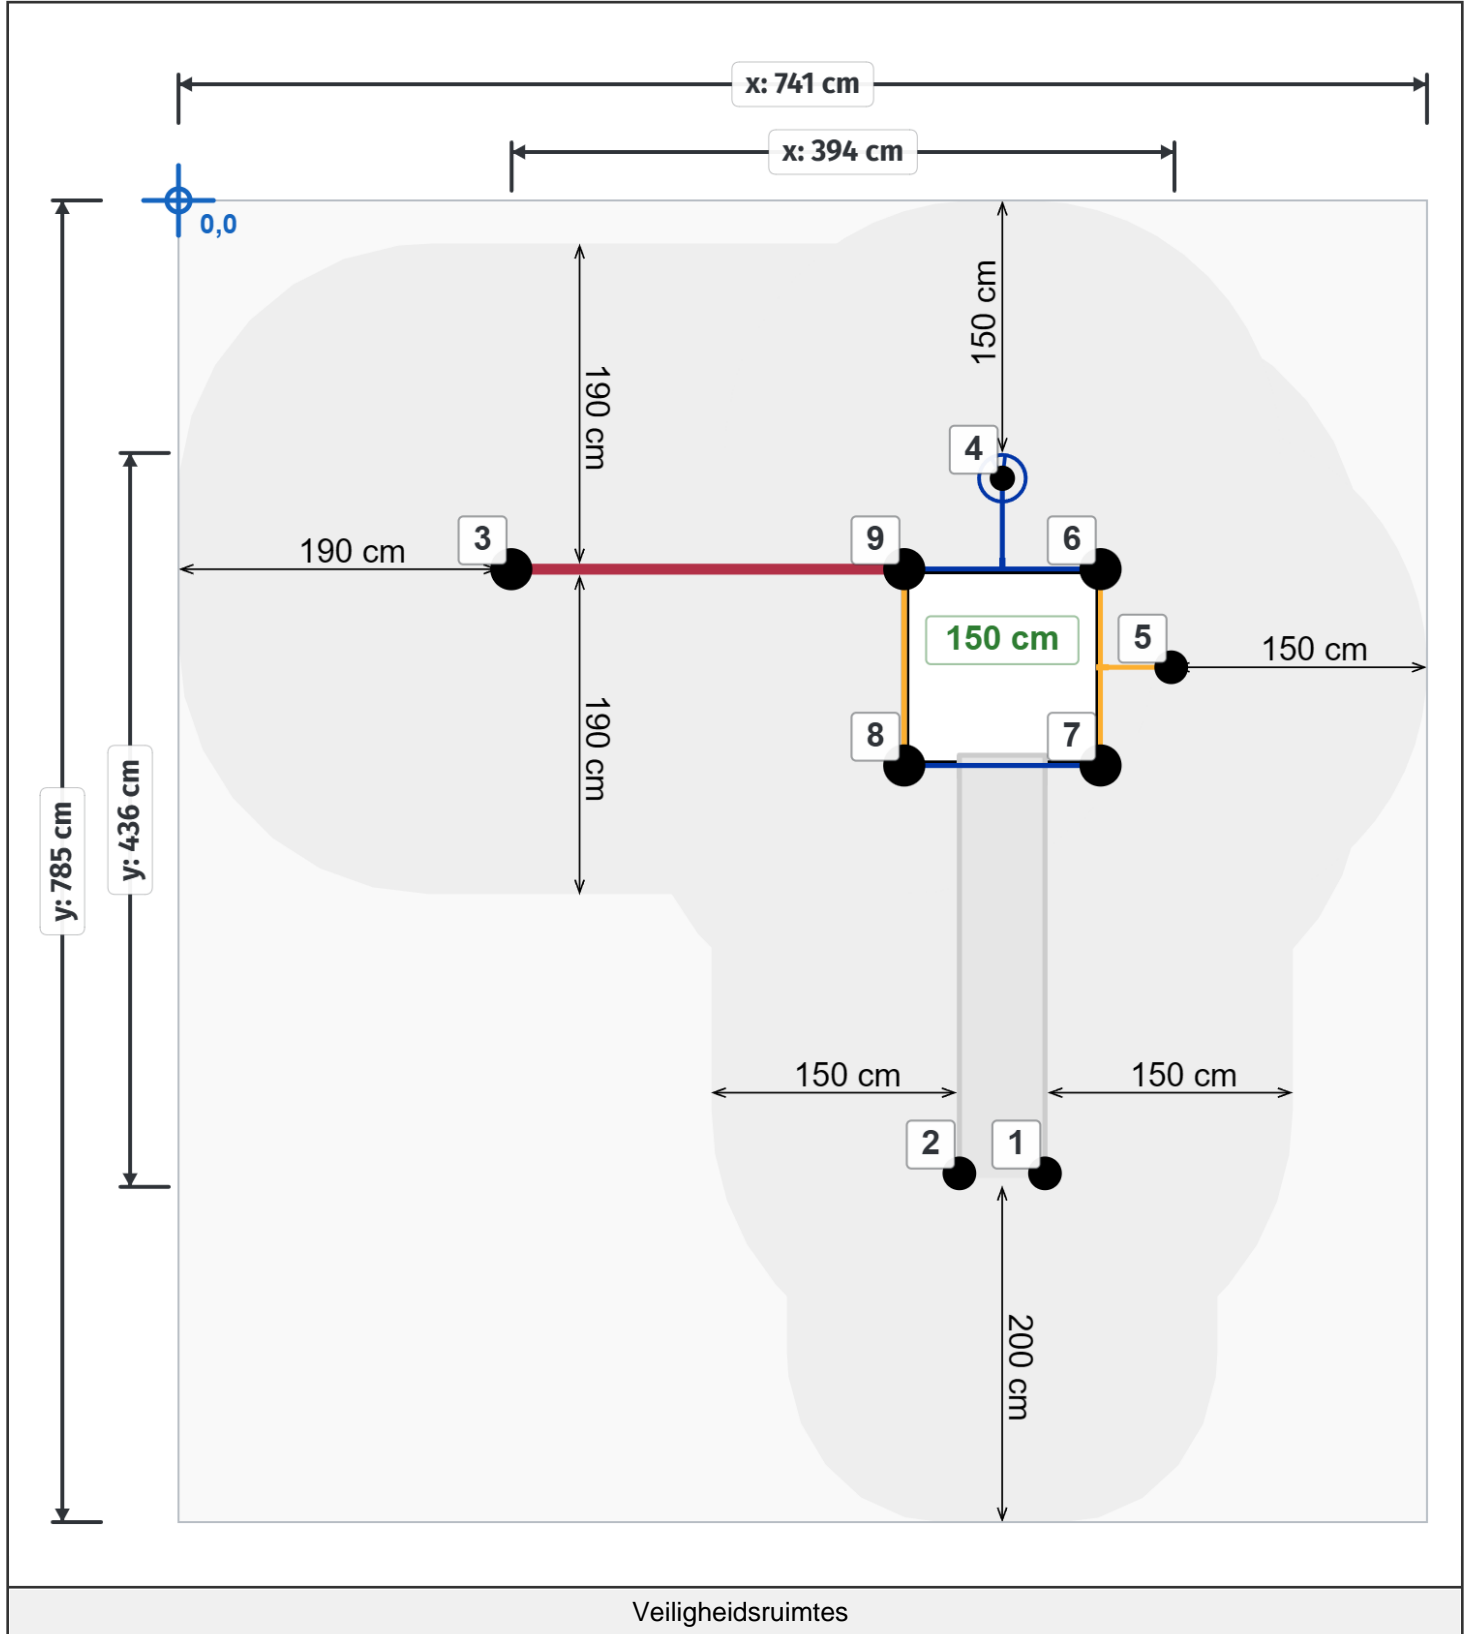 x: 741 cm
x: 394 cm
0,0
150 cm
190 cm
4
3
9
6
190 cm
150 cm
5
150 cm
8
7
190 cm
y: 436 cm
y: 785 cm
150 cm
150 cm
2
1
200 cm
Veiligheidsruimtes